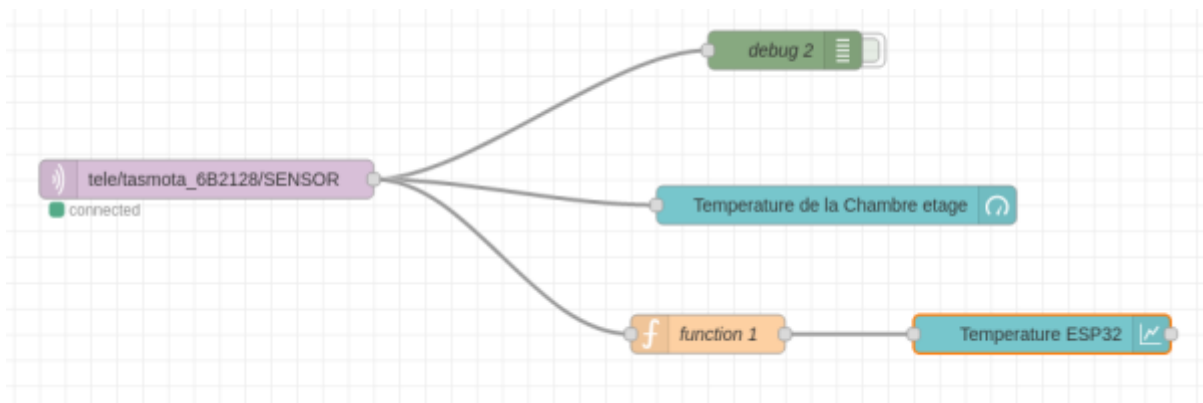 debug 2
tele/tasmota_6B2128/SENSOR
connected
Temperature de la Chambre etage
function 1
Temperature ESP32